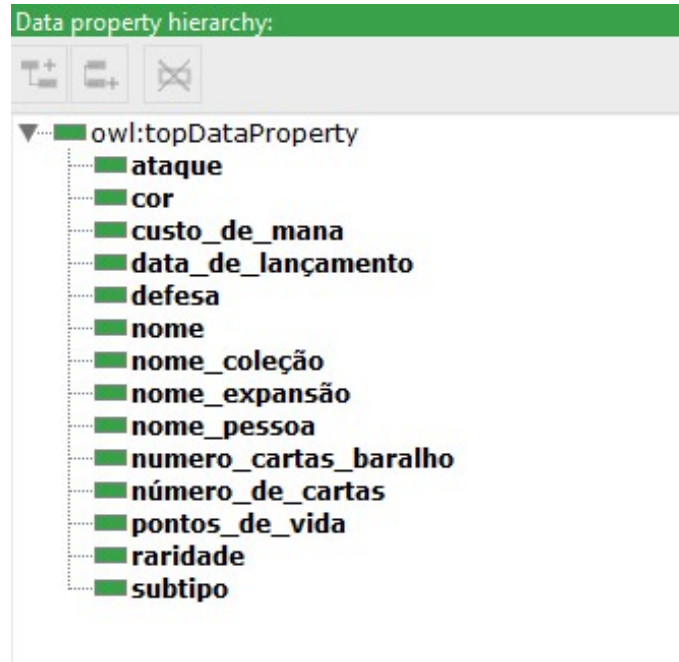 Data property hierarchy:
owl:topDataProperty
ataque
cor
custo_de_mana
data_de_lançamento
defesa
nome
nome_coleção
nome_expansão
nome_pessoa
numero_cartas_baralho
número_de_cartas
pontos_de_vida
raridade
subtipo